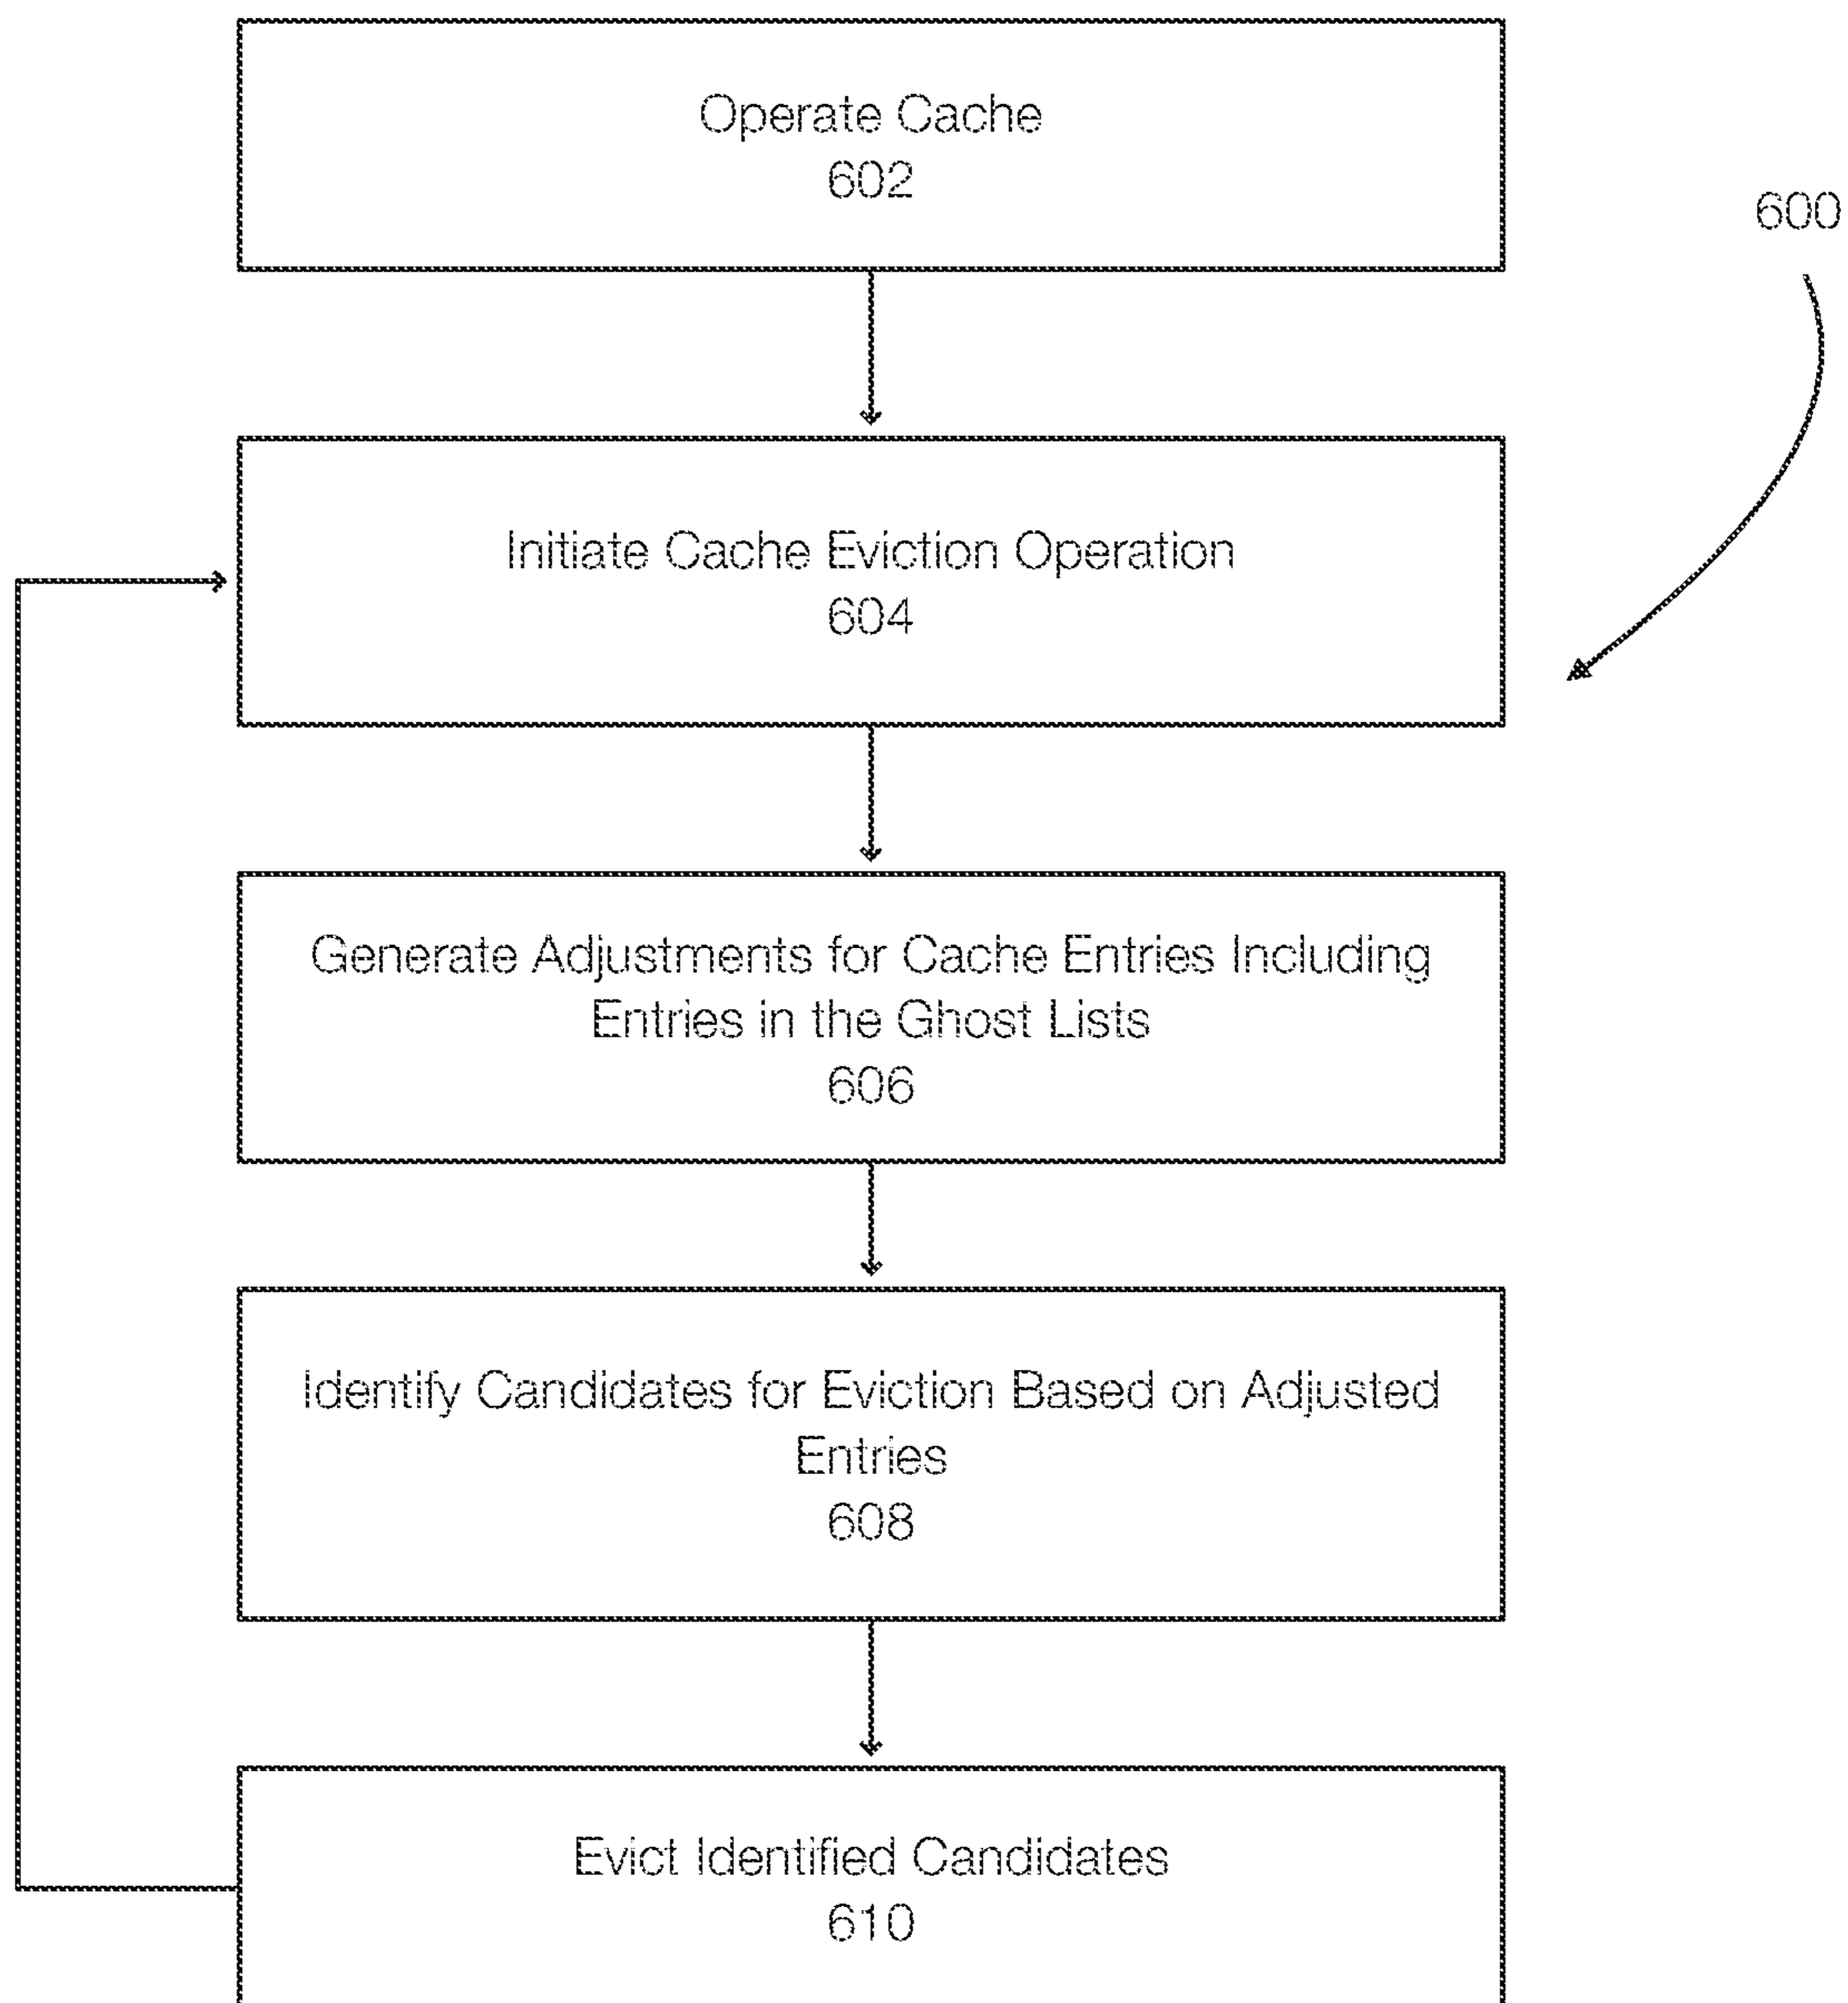 Operate Cache
602
600
Initiate Cache Eviction Operation
604
Generate Adjustments for Cache Entries Including
Entries in the Ghost Lists
606
Identify Candidates for Eviction Based on Adjusted
Entries
608
Evict Identified Candidates
610